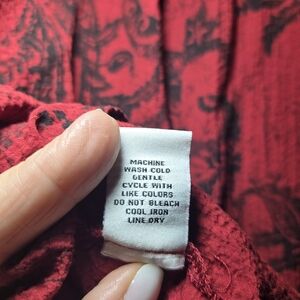 MACHINE
WASH COLD
GENTLE
CYCLE WITH
LIKE COLORS
DO NOT BLEACH
COOL IRON
LINE DRY